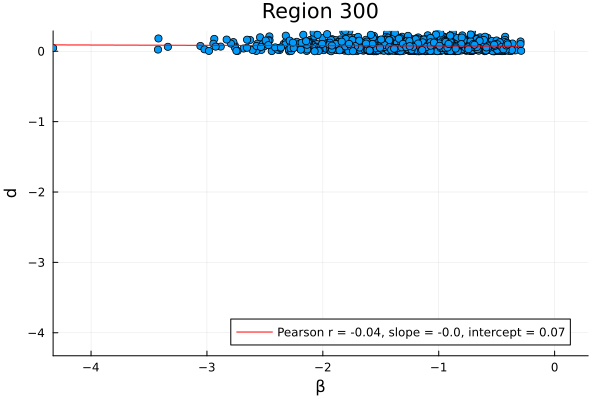 Region 300
d
0
−1
−2
−3
−4
Pearson r = -0.04, slope = -0.0, intercept = 0.07
−4 −3 −2 −1 0
β